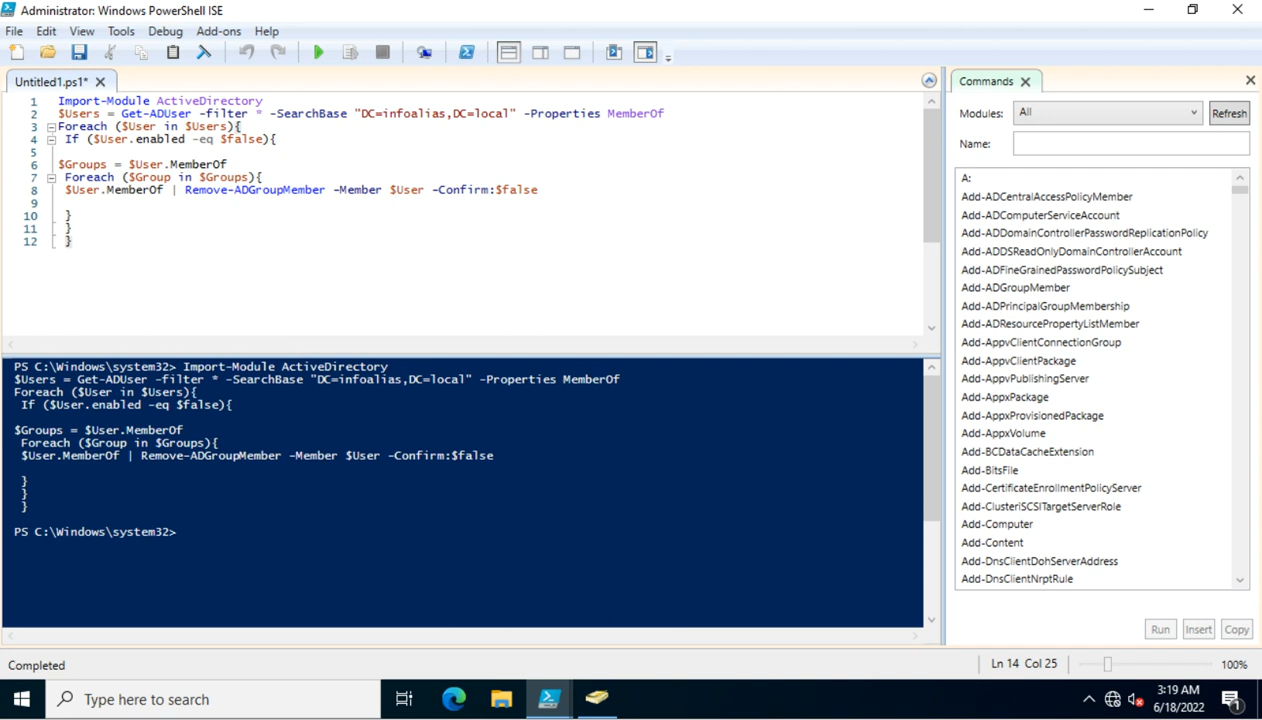 Administrator: Windows PowerShell ISE
File Edit View Tools Debug Add-ons Help
Untitled1.ps1*
1 Import-Module ActiveDirectory
2 $Users = Get-ADUser -filter * -SearchBase "DC=infoalias,DC=local" -Properties MemberOf
3 Foreach ($User in $Users){
4 If ($User.enabled -eq $false){
5
6 $Groups = $User.MemberOf
7 Foreach ($Group in $Groups){
8 $User.MemberOf | Remove-ADGroupMember -Member $User -Confirm:$false
9
10 }
11 }
12 }
PS C:\Windows\system32> Import-Module ActiveDirectory
$Users = Get-ADUser -filter * -SearchBase "DC=infoalias,DC=local" -Properties MemberOf
Foreach ($User in $Users){
If ($User.enabled -eq $false){
$Groups = $User.MemberOf
Foreach ($Group in $Groups){
$User.MemberOf | Remove-ADGroupMember -Member $User -Confirm:$false
}
}
}
PS C:\Windows\system32>
Commands
Modules: All Refresh
Name:
A:
Add-ADCentralAccessPolicyMember
Add-ADComputerServiceAccount
Add-ADDomainControllerPasswordReplicationPolicy
Add-ADDSReadOnlyDomainControllerAccount
Add-ADFineGrainedPasswordPolicySubject
Add-ADGroupMember
Add-ADPrincipalGroupMembership
Add-ADResourcePropertyListMember
Add-AppvClientConnectionGroup
Add-AppvClientPackage
Add-AppvPublishingServer
Add-AppxPackage
Add-AppxProvisionedPackage
Add-AppxVolume
Add-BCDataCacheExtension
Add-BitsFile
Add-CertificateEnrollmentPolicyServer
Add-ClusteriSCSITargetServerRole
Add-Computer
Add-Content
Add-DnsClientDohServerAddress
Add-DnsClientNrptRule
Run Insert Copy
Completed
Ln 14 Col 25
100%
Type here to search
3:19 AM
6/18/2022
1